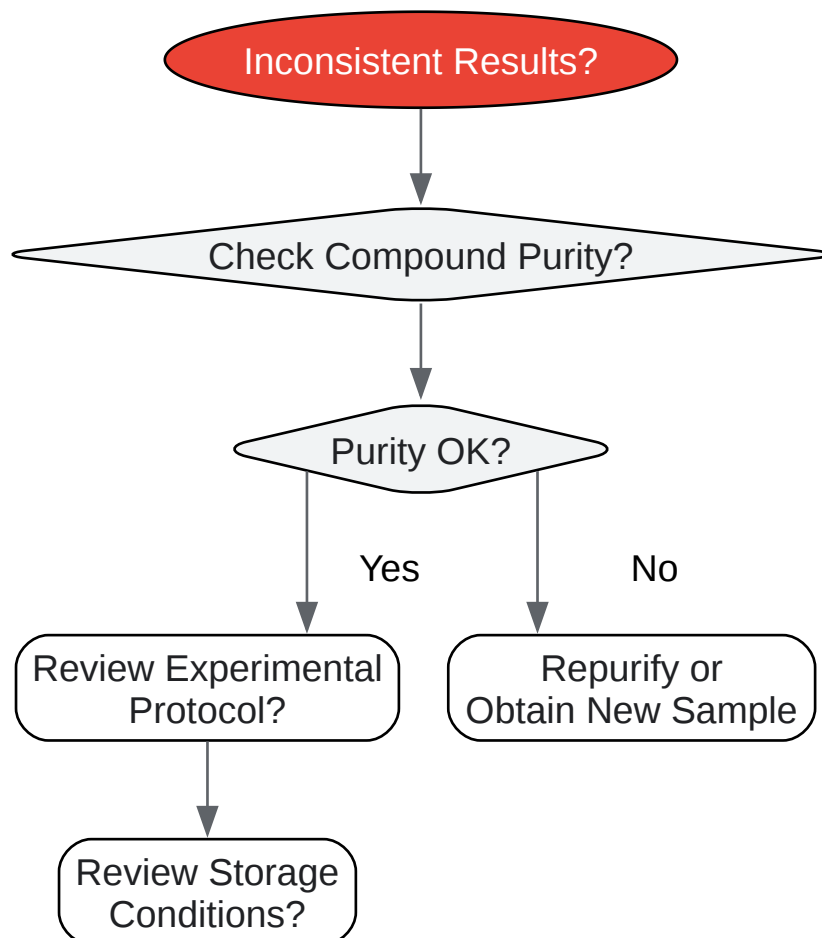 Inconsistent Results?
Check Compound Purity?
Purity OK?
Yes
No
Review Experimental
Protocol?
Repurify or
Obtain New Sample
Review Storage
Conditions?